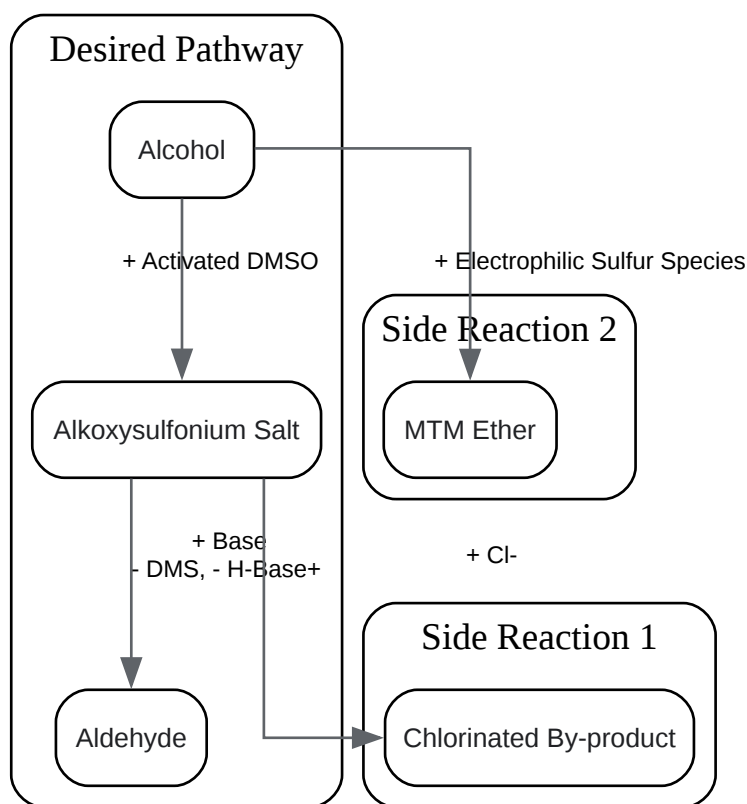 Desired Pathway
Alcohol
+ Activated DMSO
+ Electrophilic Sulfur Species
Side Reaction 2
Alkoxysulfonium Salt
MTM Ether
+ Base
- DMS, - H-Base+
+ Cl-
Side Reaction 1
Aldehyde
Chlorinated By-product